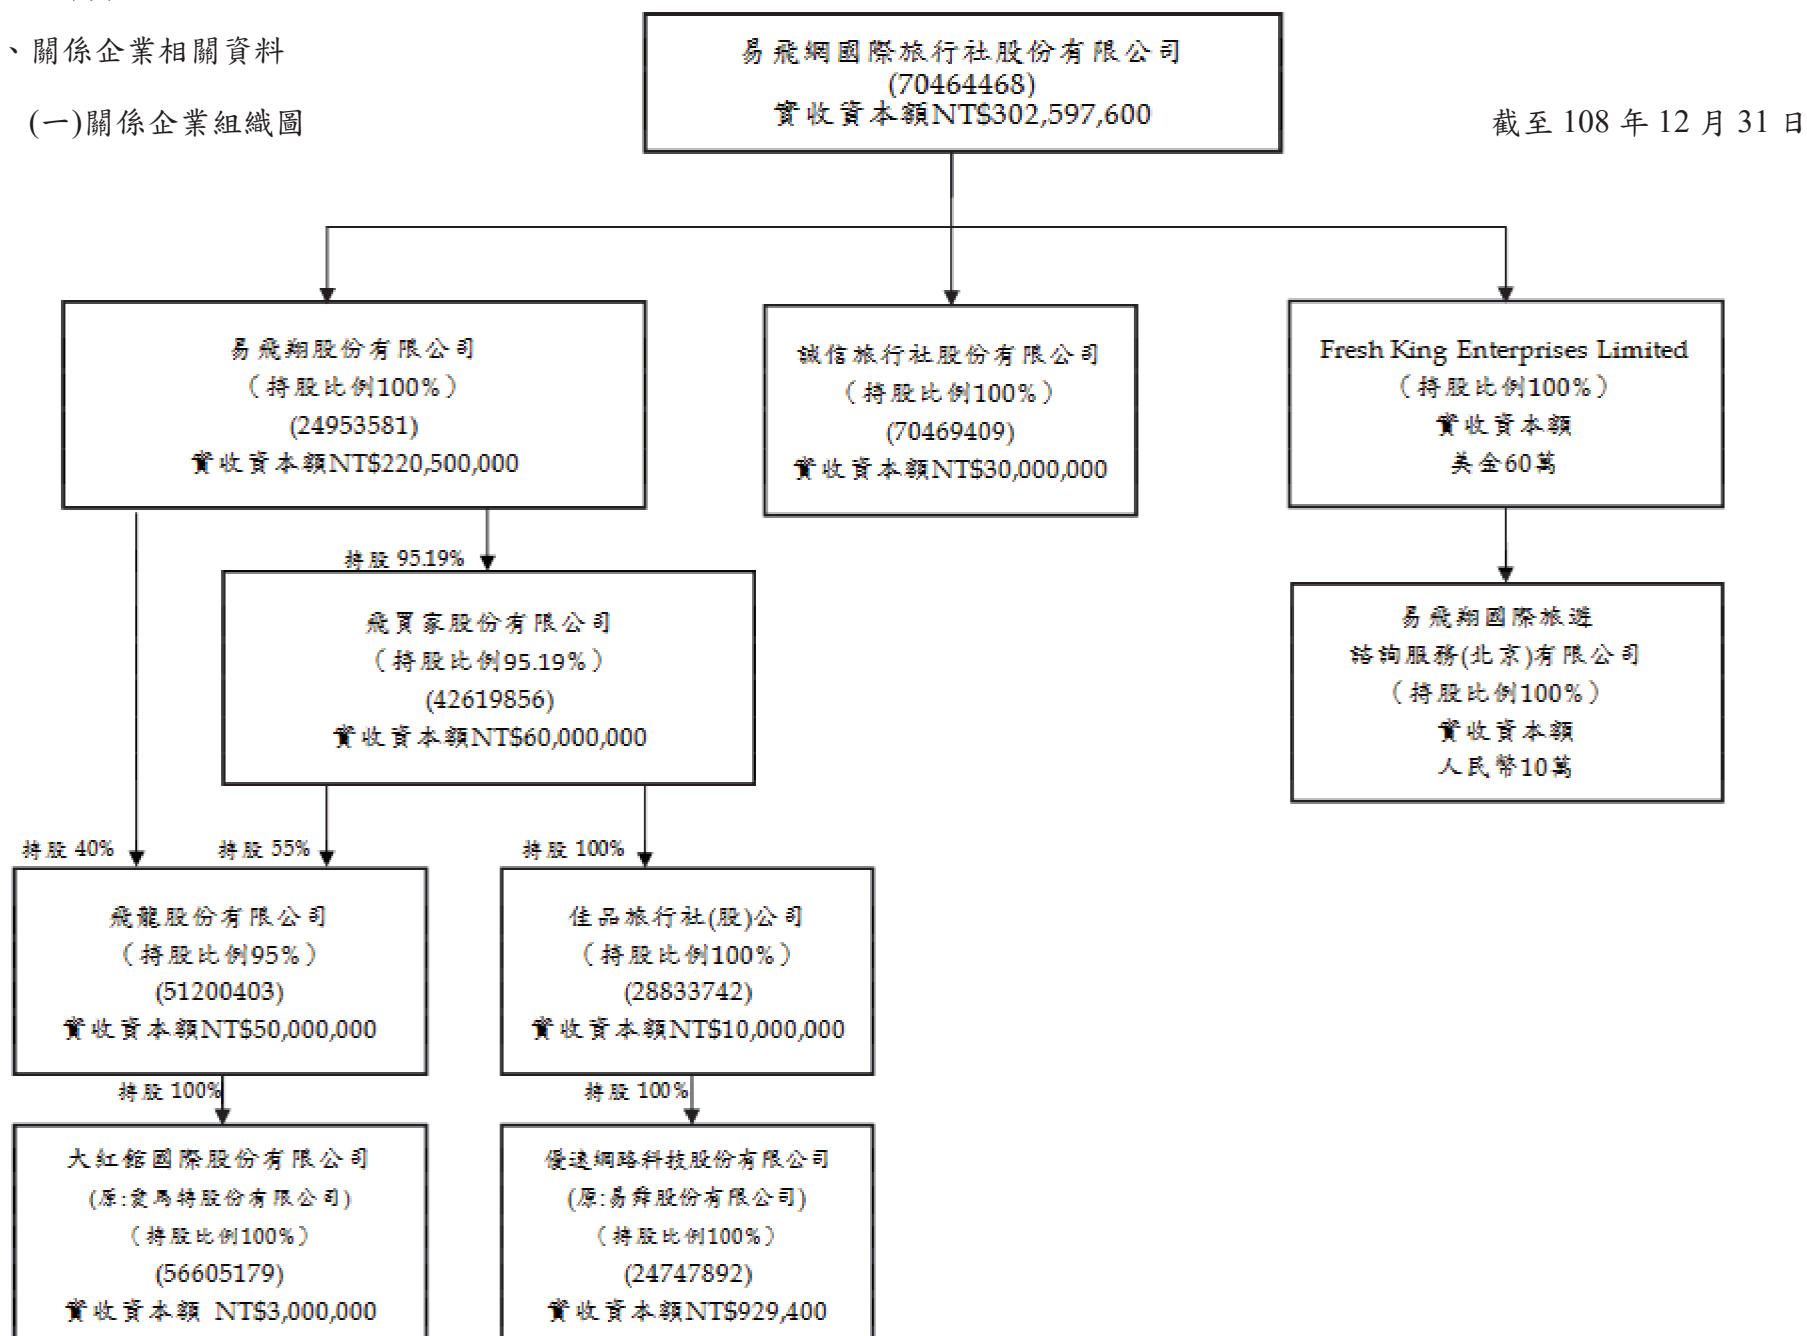 、關係企業相關資料
(一)關係企業組織圖
截至 108 年 12 月 31 日
易飛網國際旅行社股份有限公司
(70464468)
實收資本額NT$302,597,600
易飛翔股份有限公司
(持股比例100%)
(24953581)
實收資本額NT$220,500,000
誠信旅行社股份有限公司
(持股比例100%)
(70469409)
實收資本額NT$30,000,000
Fresh King Enterprises Limited
(持股比例100%)
實收資本額
美金60萬
持股 95.19%
飛買家股份有限公司
(持股比例95.19%)
(42619856)
實收資本額NT$60,000,000
易飛翔國際旅遊
諮詢服務(北京)有限公司
(持股比例100%)
實收資本額
人民幣10萬
持股 40%
持股 55%
持股 100%
飛龍股份有限公司
(持股比例95%)
(51200403)
實收資本額NT$50,000,000
佳品旅行社(股)公司
(持股比例100%)
(28833742)
實收資本額NT$10,000,000
持股 100%
持股 100%
大紅館國際股份有限公司
(原:愛馬特股份有限公司)
(持股比例100%)
(56605179)
實收資本額 NT$3,000,000
優遠網路科技股份有限公司
(原:易舜股份有限公司)
(持股比例100%)
(24747892)
實收資本額NT$929,400